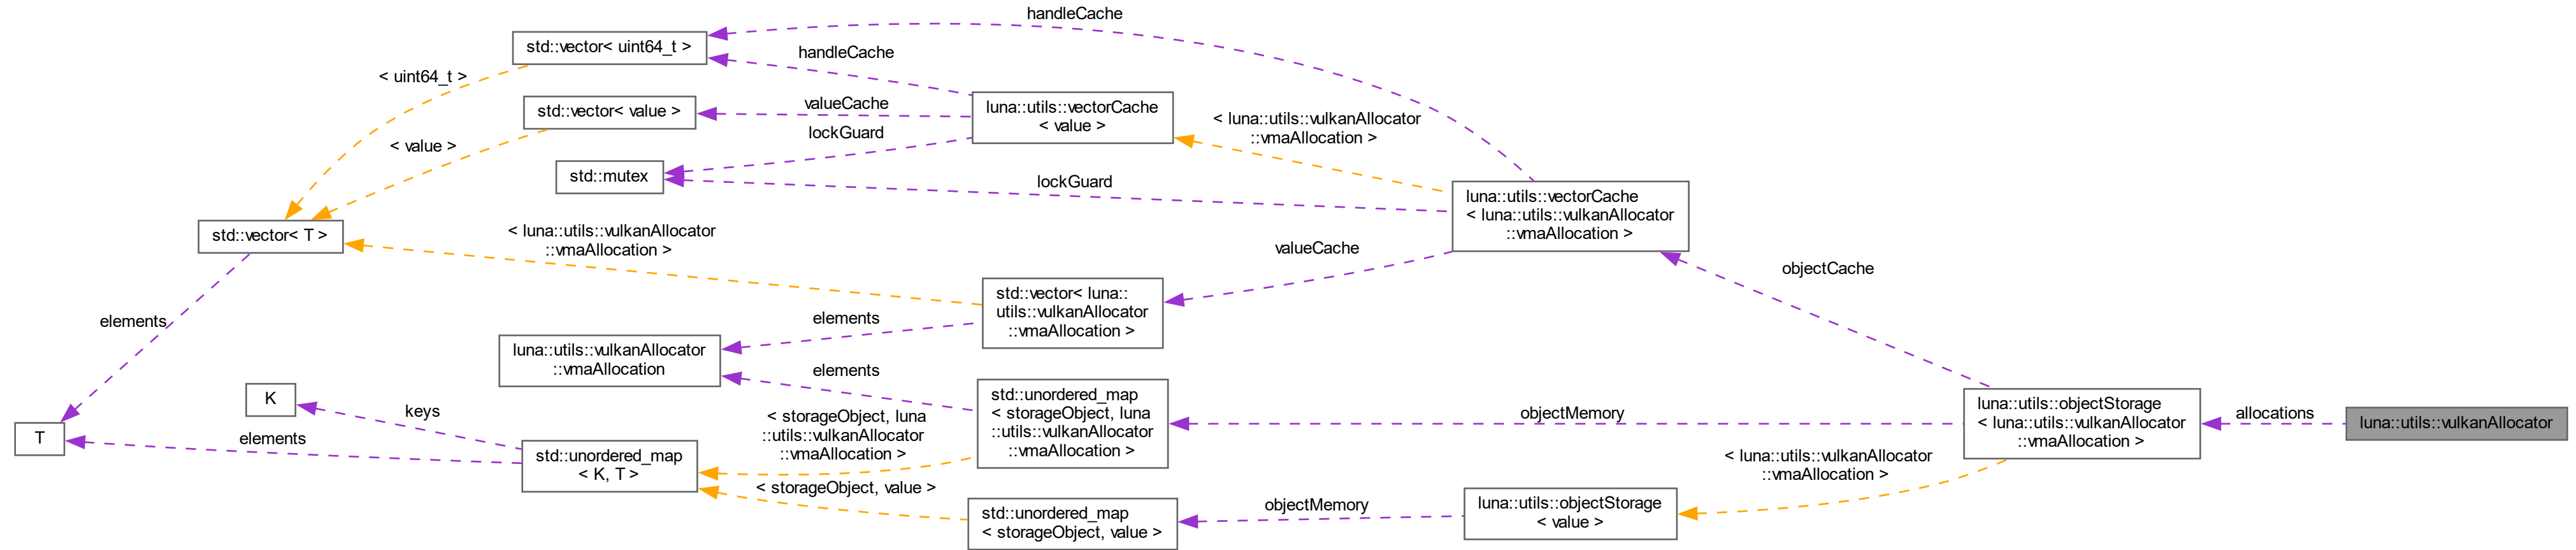 handleCache
std::vector< uint64_t >
handleCache
< uint64_t >
std::vector< value >
valueCache
luna::utils::vectorCache
< value >
lockGuard
< value >
< luna::utils::vulkanAllocator
::vmaAllocation >
std::mutex
lockGuard
luna::utils::vectorCache
< luna::utils::vulkanAllocator
::vmaAllocation >
std::vector< T >
< luna::utils::vulkanAllocator
::vmaAllocation >
valueCache
objectCache
std::vector< luna::
utils::vulkanAllocator
::vmaAllocation >
elements
elements
luna::utils::vulkanAllocator
::vmaAllocation
elements
K
keys
std::unordered_map
< storageObject, luna
::utils::vulkanAllocator
::vmaAllocation >
objectMemory
luna::utils::objectStorage
< luna::utils::vulkanAllocator
::vmaAllocation >
allocations
luna::utils::vulkanAllocator
T
elements
< storageObject, luna
::utils::vulkanAllocator
::vmaAllocation >
std::unordered_map
< K, T >
< storageObject, value >
< luna::utils::vulkanAllocator
::vmaAllocation >
std::unordered_map
< storageObject, value >
objectMemory
luna::utils::objectStorage
< value >